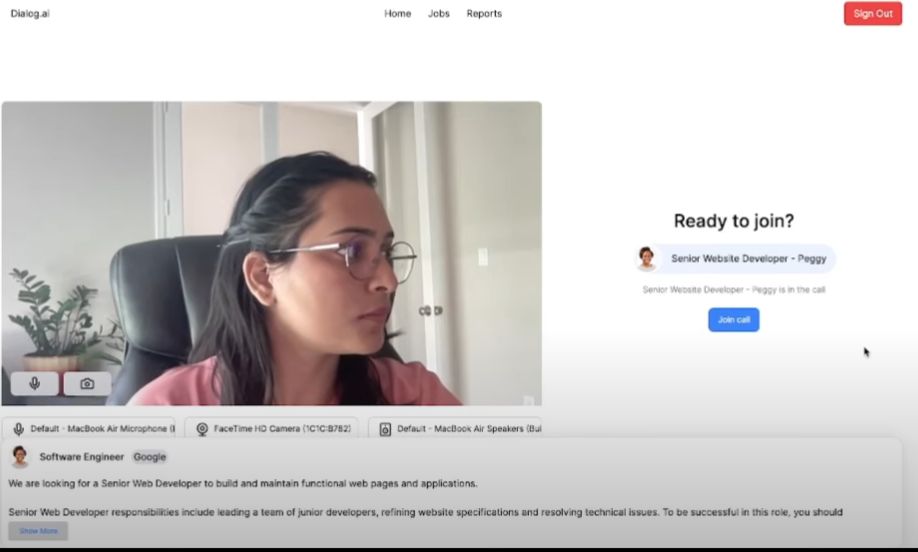 Dialog.ai
Home Jobs Reports
Sign Out
Ready to join?
Senior Website Developer - Peggy
Senior Website Developer - Peggy is in the call
Join call
Default - MacBook Air Microphone (
FaceTime HD Camera (1C1C:B782)
Default - MacBook Air Speakers (Bui
Software Engineer Google
We are looking for a Senior Web Developer to build and maintain functional web pages and applications.
Senior Web Developer responsibilities include leading a team of junior developers, refining website specifications and resolving technical issues. To be successful in this role, you should
Show More